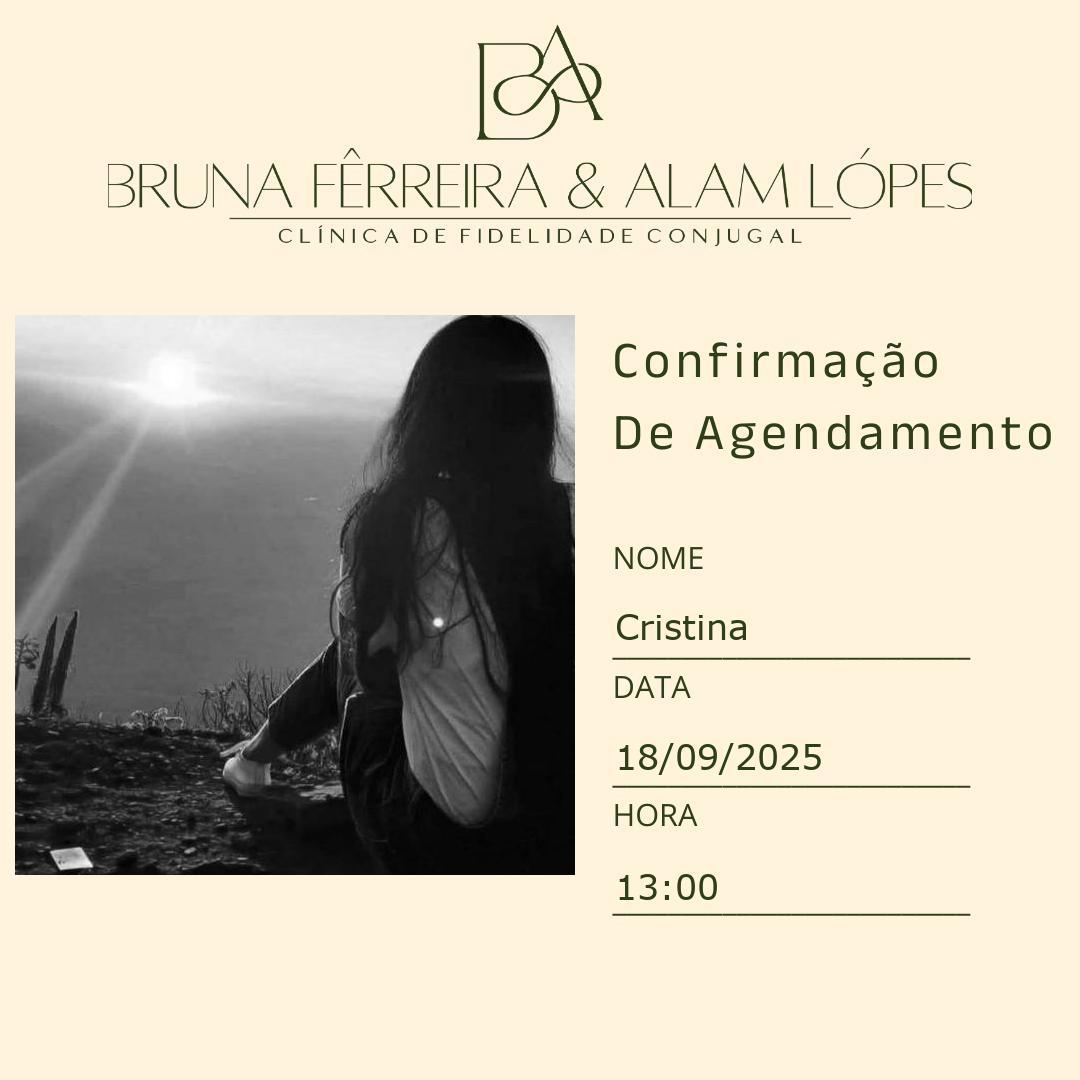 BA
BRUNA FÊRREIRA & ALAM LÓPES
CLÍNICA DE FIDELIDADE CONJUGAL
Confirmação
De Agendamento
NOME
Cristina
DATA
18/09/2025
HORA
13:00